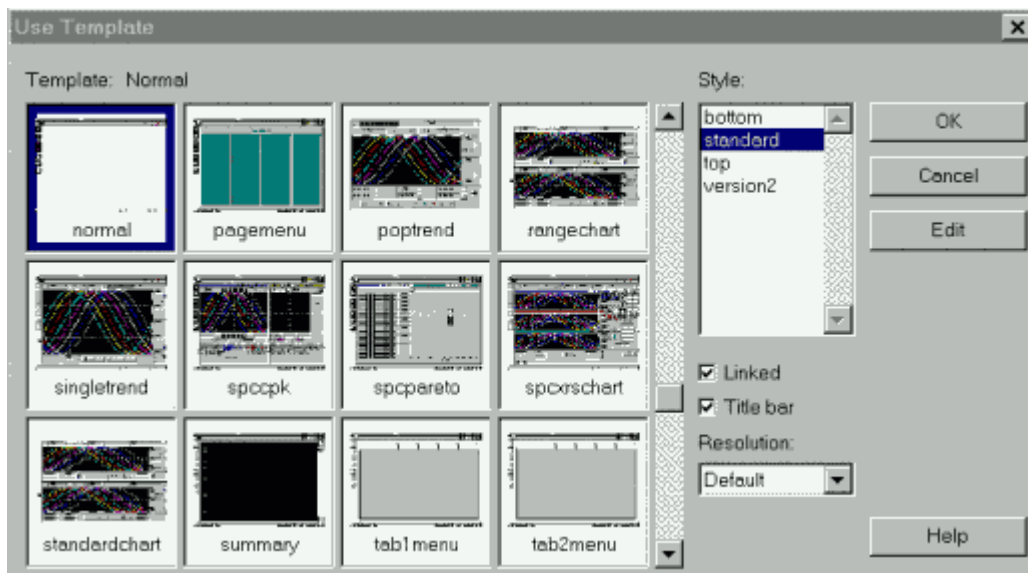 Use Template
Template: Normal
normal
pagemenu
poptrend
rangechart
singletrend
spccpk
spcpareto
spcxrschart
standardchart
summary
tab1menu
tab2menu
Style:
bottom
standard
top
version2
Linked
Title bar
Resolution:
Default
OK
Cancel
Edit
Help